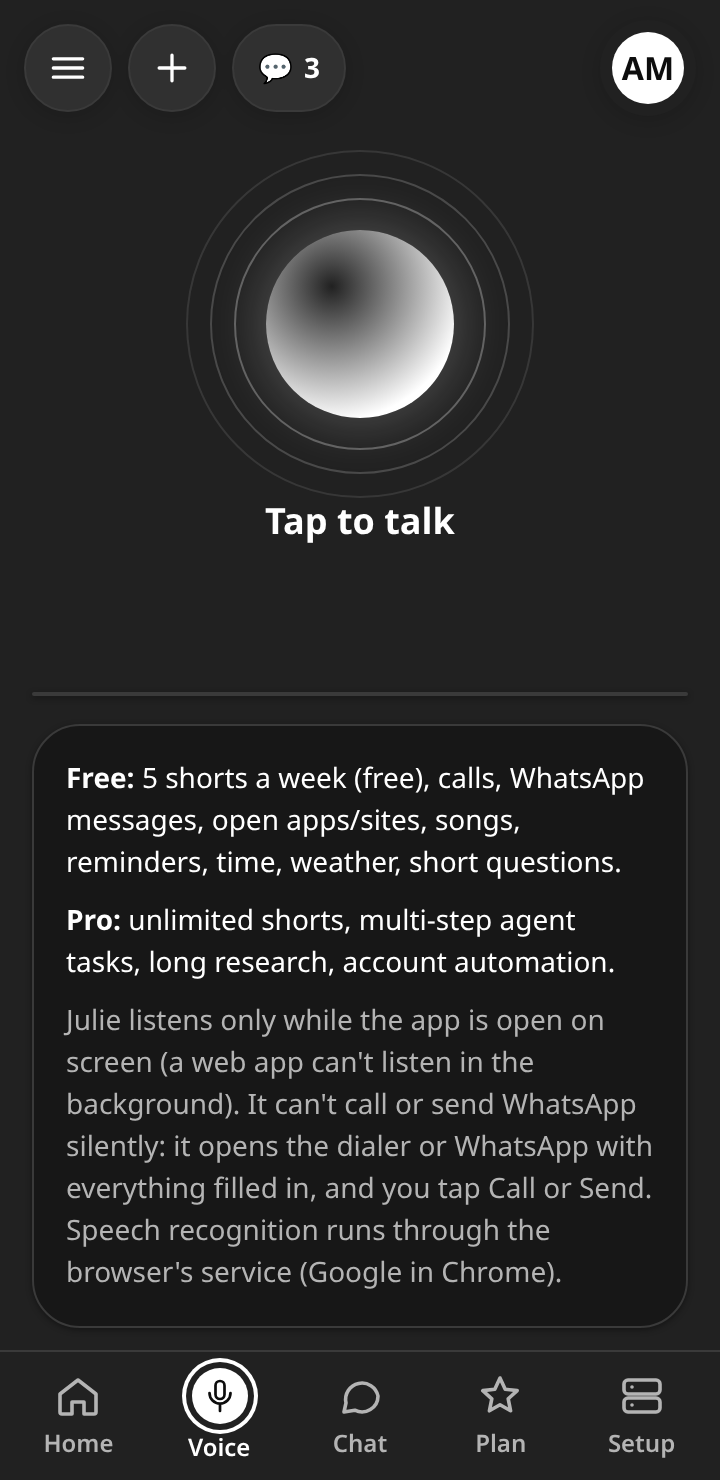 💬 3
AM
Tap to talk
Free: 5 shorts a week (free), calls, WhatsApp
messages, open apps/sites, songs,
reminders, time, weather, short questions.
Pro: unlimited shorts, multi-step agent
tasks, long research, account automation.
Julie listens only while the app is open on
screen (a web app can't listen in the
background). It can't call or send WhatsApp
silently: it opens the dialer or WhatsApp with
everything filled in, and you tap Call or Send.
Speech recognition runs through the
browser's service (Google in Chrome).
Home
Voice
Chat
Plan
Setup